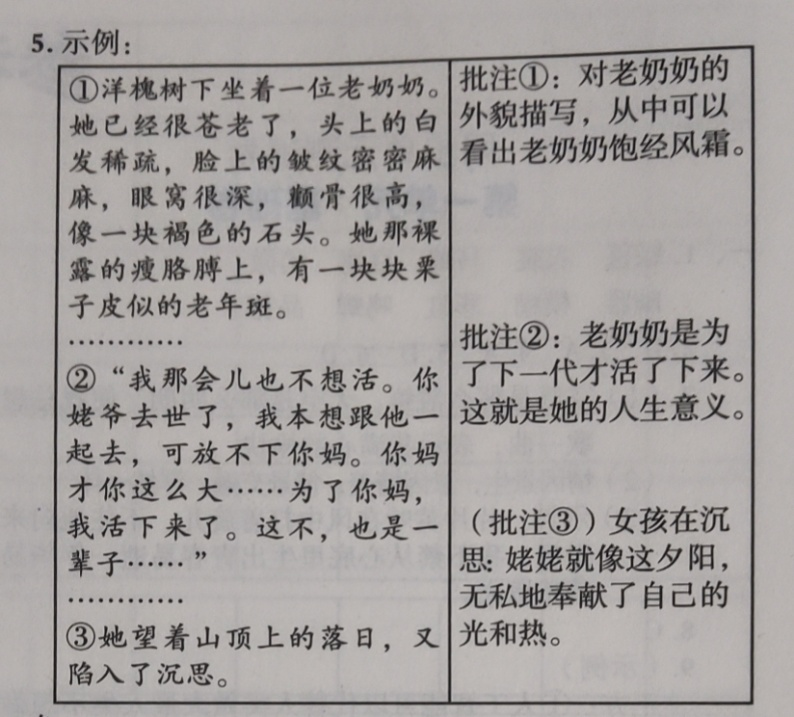 5. 示例：
①洋槐树下坐着一位老奶奶。
她已经很苍老了，头上的白
发稀疏，脸上的皱纹密密麻
麻，眼窝很深，颧骨很高，
像一块褐色的石头。她那裸
露的瘦胳膊上，有一块块栗
子皮似的老年斑。
…………
②“我那会儿也不想活。你
姥爷去世了，我本想跟他一
起去，可放不下你妈。你妈
才你这么大……为了你妈，
我活下来了。这不，也是一
辈子……”
…………
③她望着山顶上的落日，又
陷入了沉思。
批注①：对老奶奶的
外貌描写，从中可以
看出老奶奶饱经风霜。
批注②：老奶奶是为
了下一代才活了下来。
这就是她的人生意义。
（批注③）女孩在沉
思：姥姥就像这夕阳，
无私地奉献了自己的
光和热。